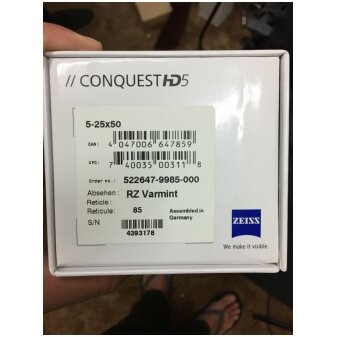 // CONQUEST HD5
5-25x50
EAN: 4 047006 647859
UPC: 7 40035 00311 8
Order no.: 522647-9985-000
Absehen: RZ Varmint
Reticle:
Reticule: 85 Assembled in
S/N Germany
4393178
ZEISS
We make it visible.